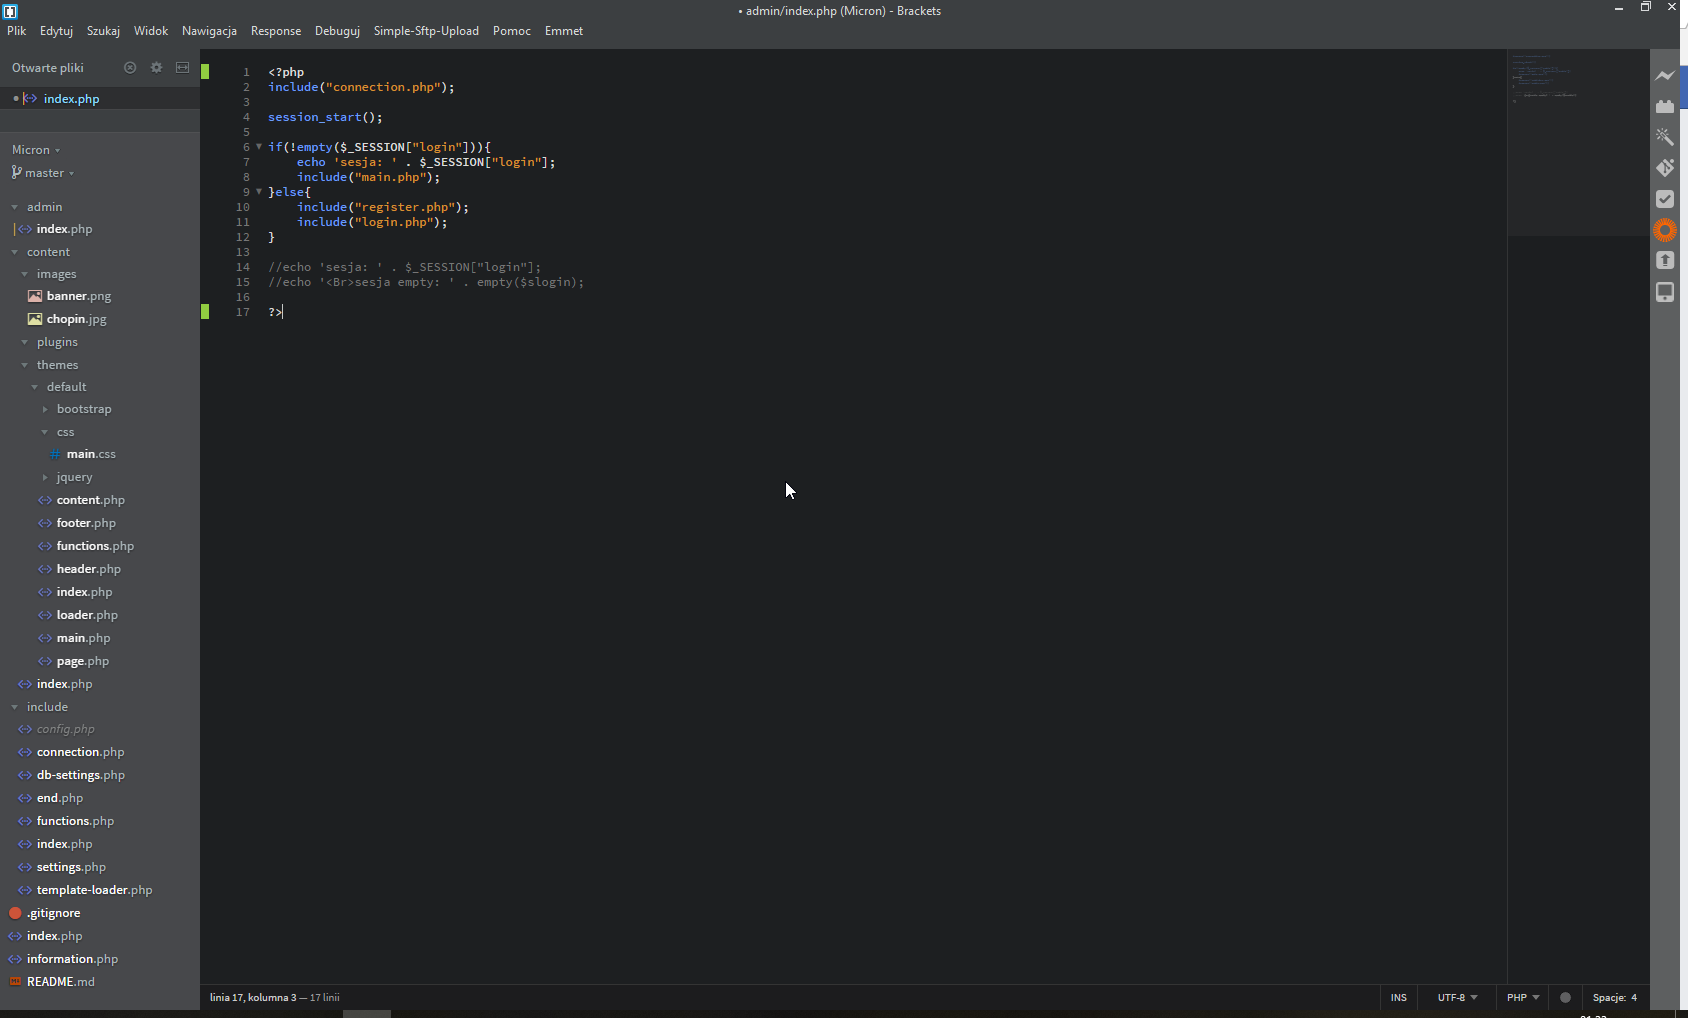 • admin/index.php (Micron) - Brackets
Plik Edytuj Szukaj Widok Nawigacja Response Debuguj Simple-Sftp-Upload Pomoc Emmet
Otwarte pliki
index.php
Micron
master
admin
index.php
content
images
banner.png
chopin.jpg
plugins
themes
default
bootstrap
css
main.css
jquery
content.php
footer.php
functions.php
header.php
index.php
loader.php
main.php
page.php
index.php
include
config.php
connection.php
db-settings.php
end.php
functions.php
index.php
settings.php
template-loader.php
.gitignore
index.php
information.php
README.md
1 <?php
2 include("connection.php");
3
4 session_start();
5
6 if(!empty($_SESSION["login"])){
7 echo 'sesja: ' . $_SESSION["login"];
8 include("main.php");
9 }else{
10 include("register.php");
11 include("login.php");
12 }
13
14 //echo 'sesja: ' . $_SESSION["login"];
15 //echo '<Br>sesja empty: ' . empty($slogin);
16
17 ?>
linia 17, kolumna 3 — 17 linii
INS UTF-8 PHP Spacje: 4